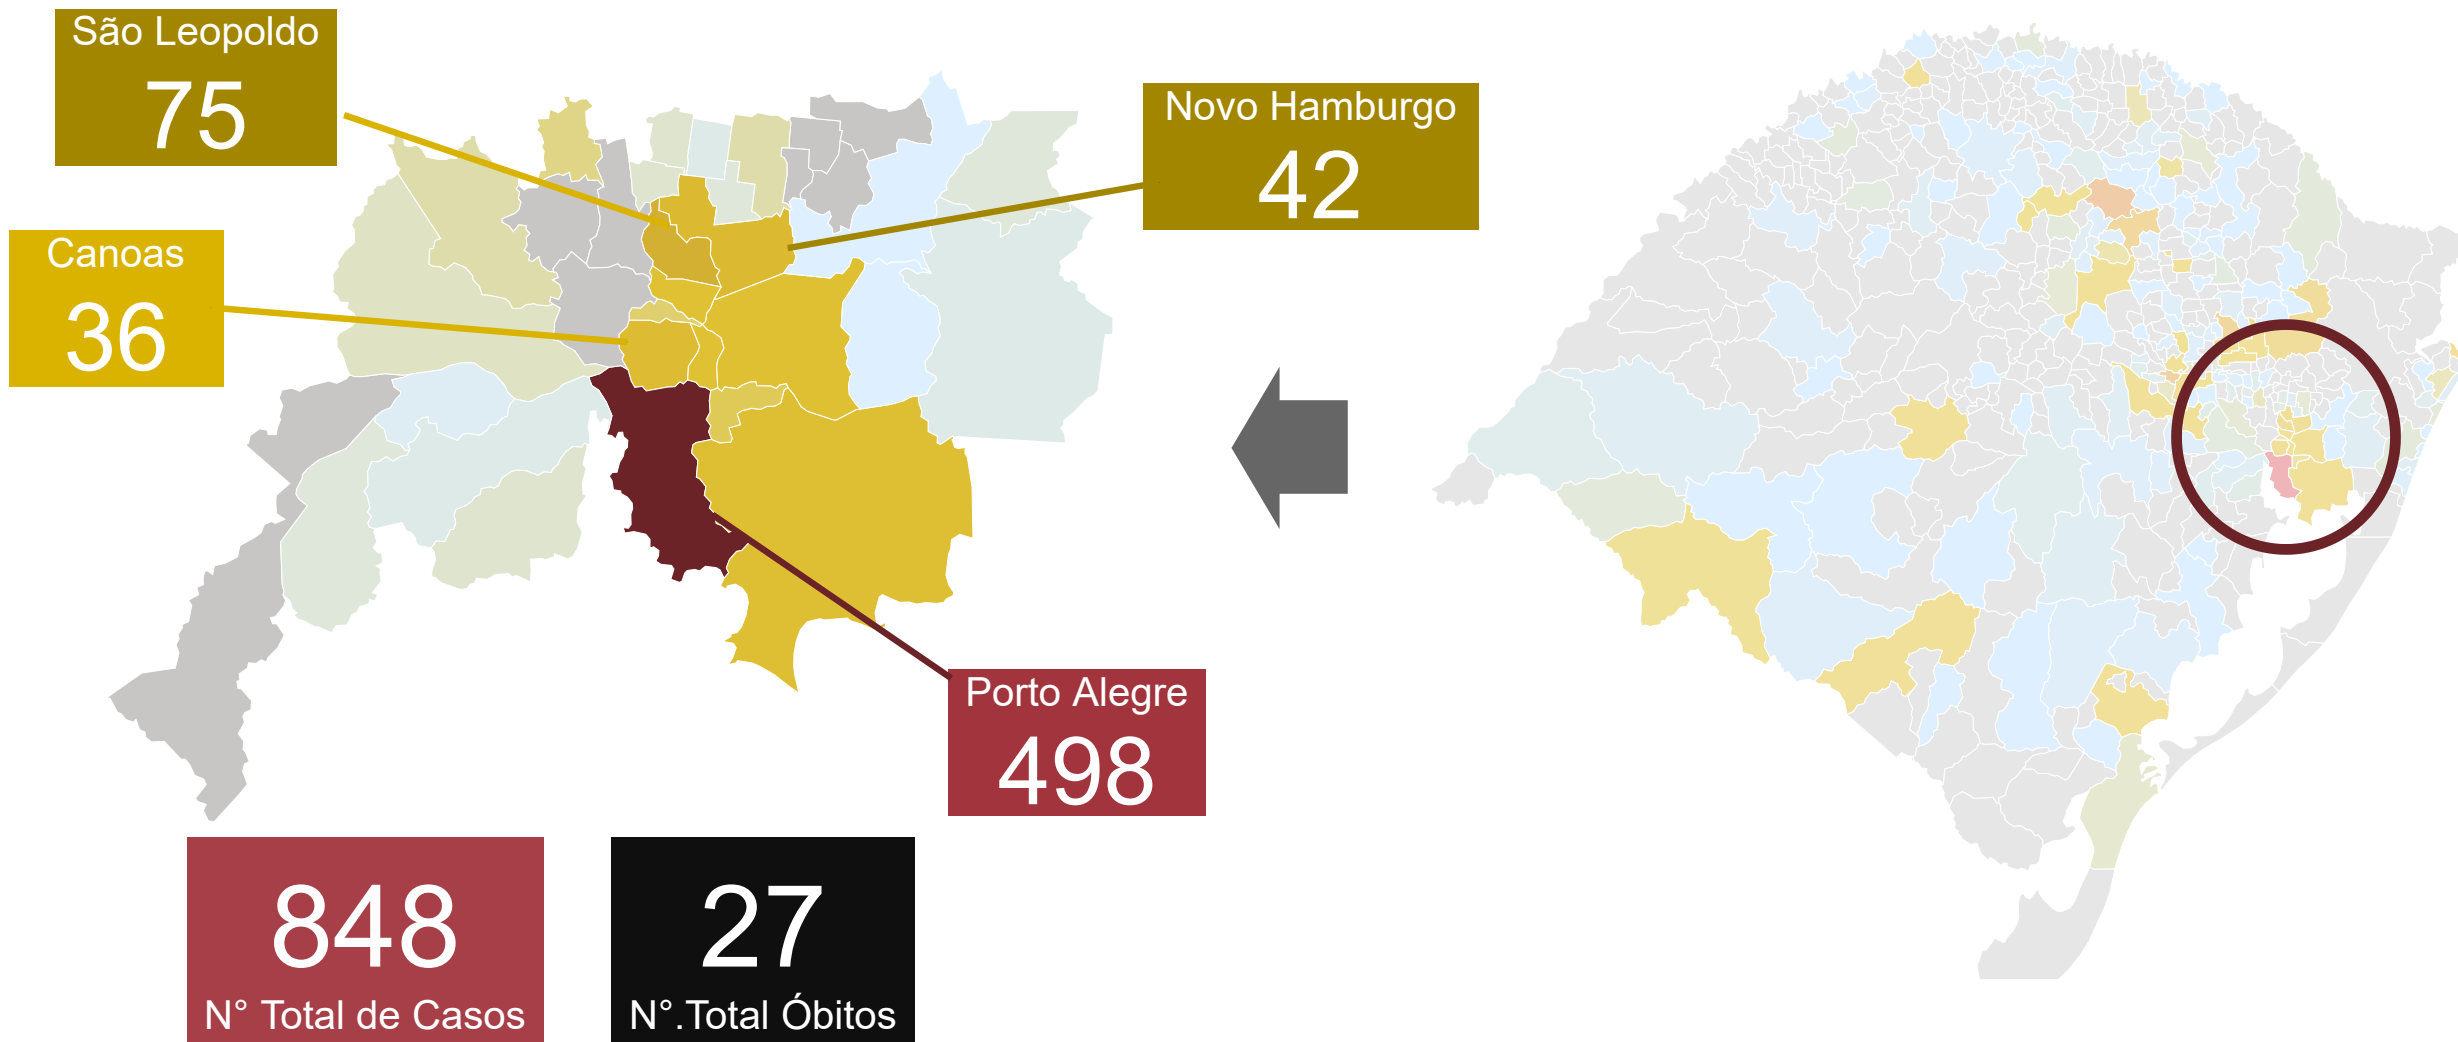 São Leopoldo
75
Novo Hamburgo
42
Canoas
36
Porto Alegre
498
848
N° Total de Casos
27
N°.Total Óbitos